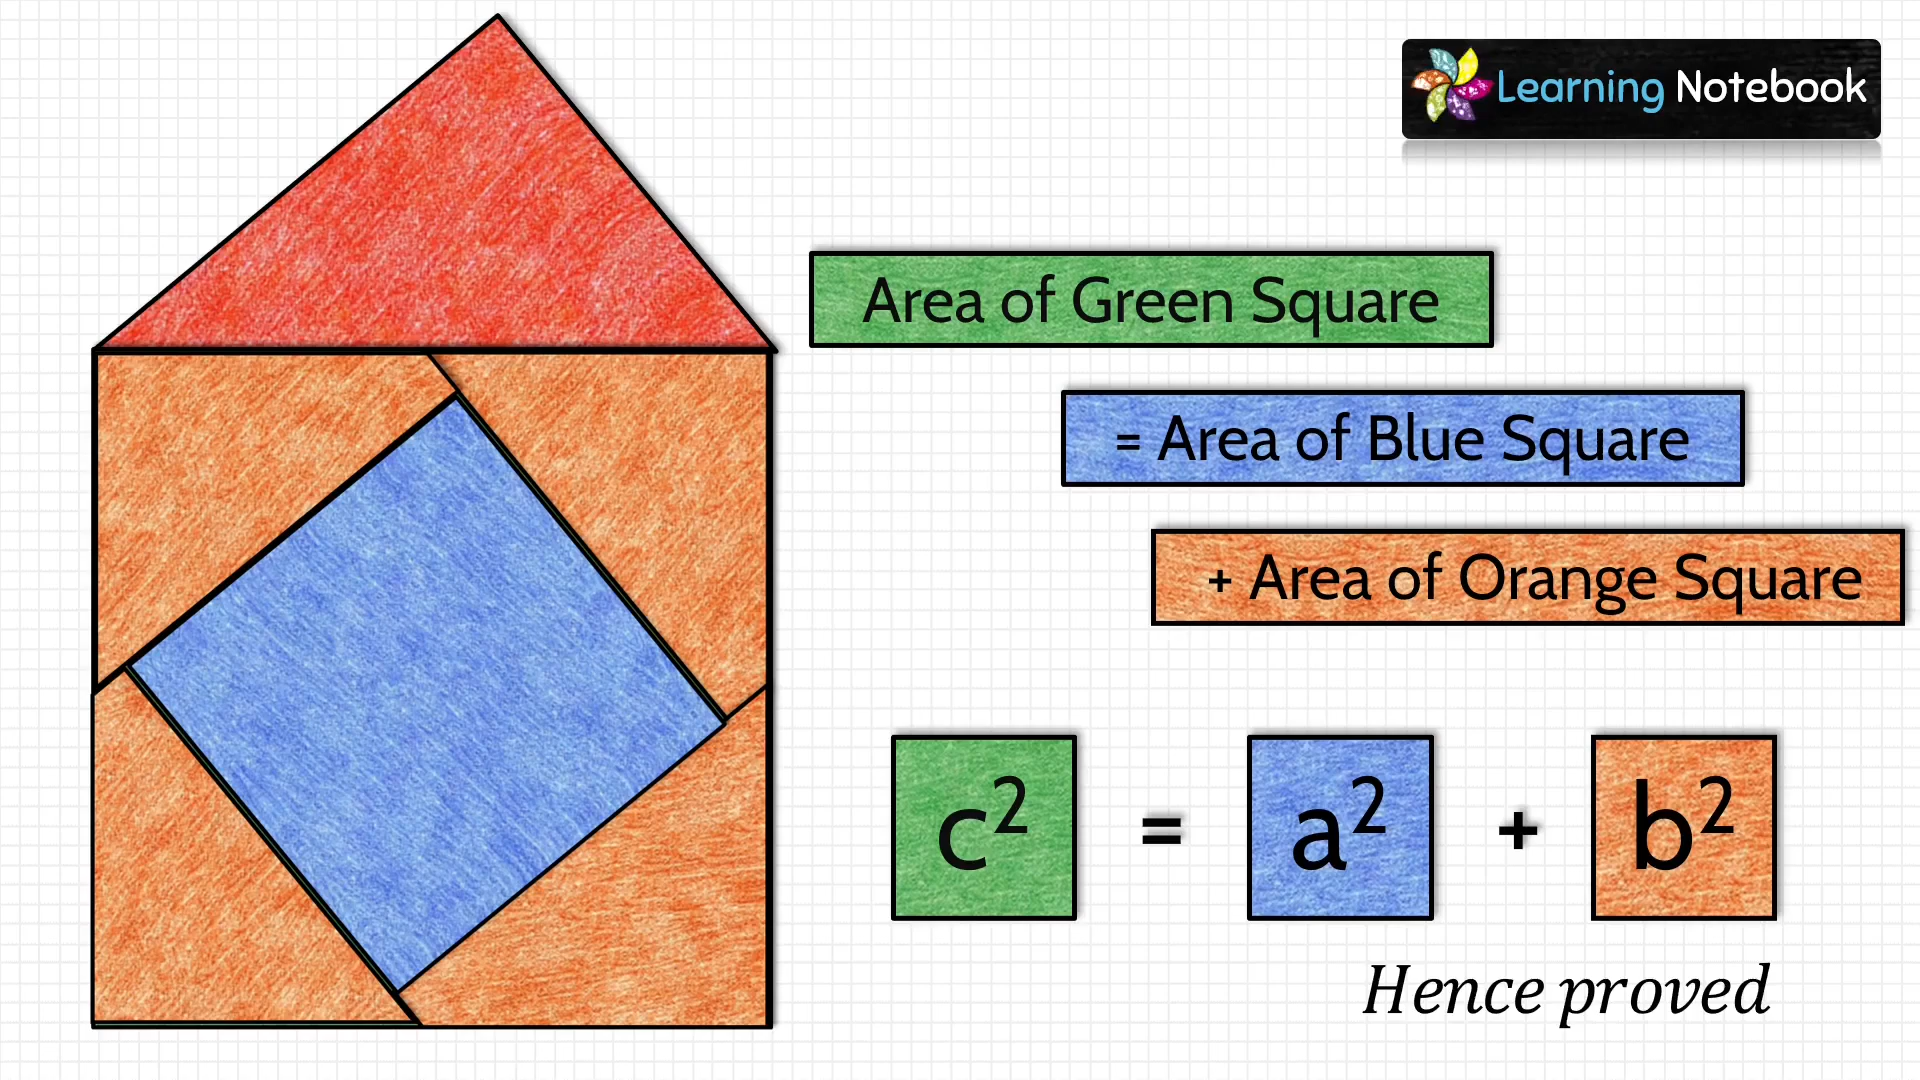 Learning Notebook
Area of Green Square
= Area of Blue Square
+ Area of Orange Square
c² = a² + b²
Hence proved